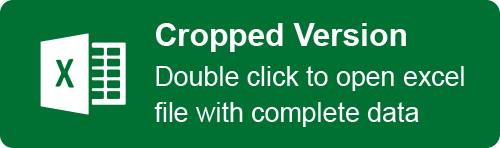 X
Cropped Version
Double click to open excel
file with complete data